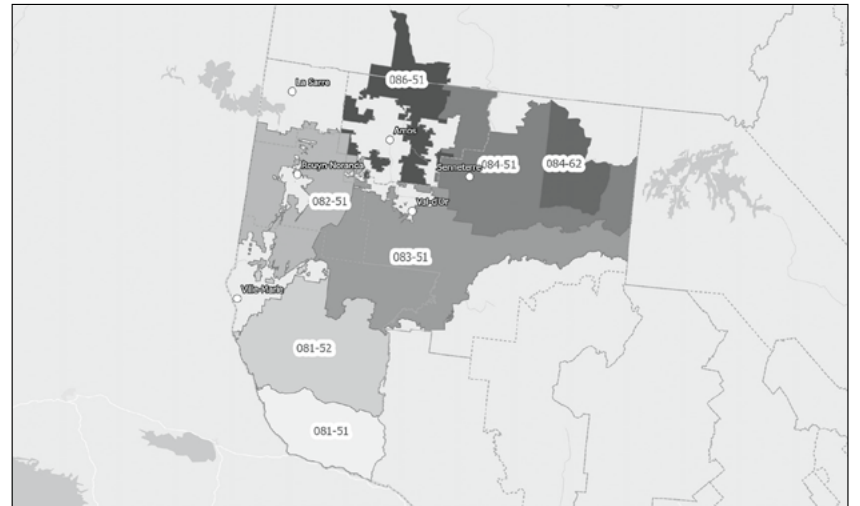 La Sarre
086-51
Amos
Senneterre
084-51
084-62
Rouyn-Noranda
082-51
Val-d'Or
083-51
Ville-Marie
081-52
081-51